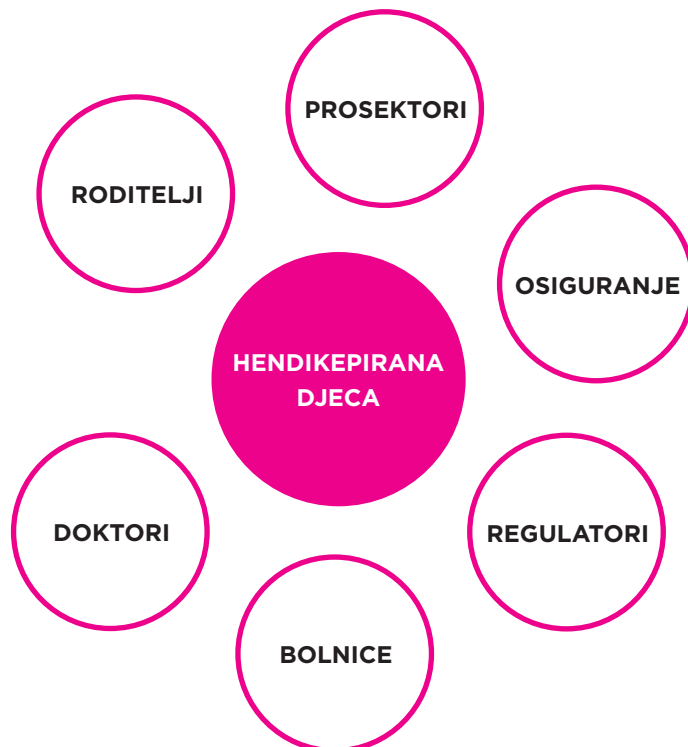 PROSEKTORI
RODITELJI
OSIGURANJE
HENDIKEPIRANA
DJECA
DOKTORI
REGULATORI
BOLNICE